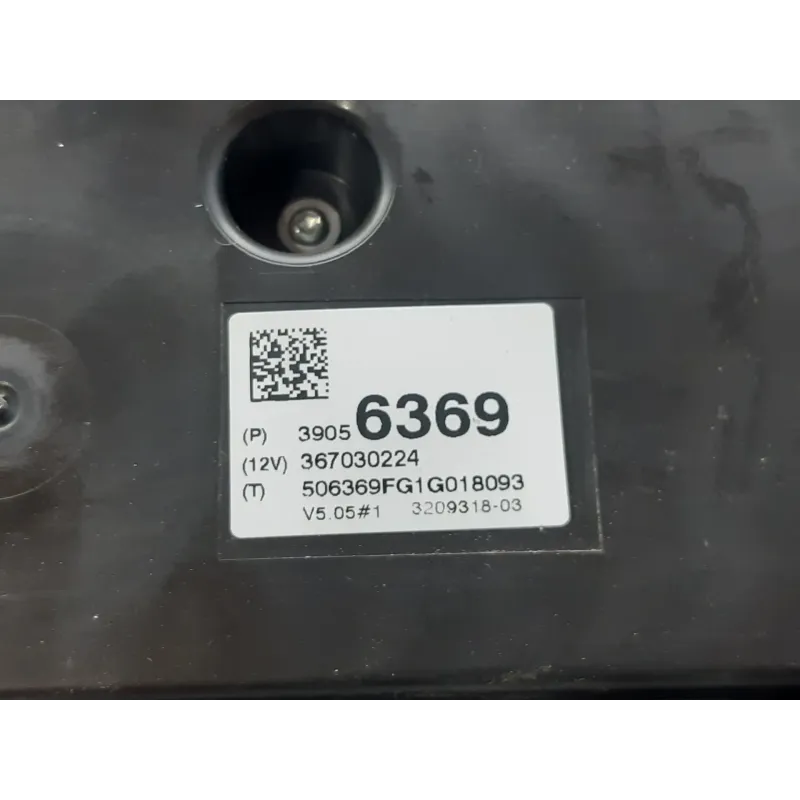 (P) 3905 6369
(12V) 367030224
(T) 506369FG1G018093
V5.05#1 3209318-03